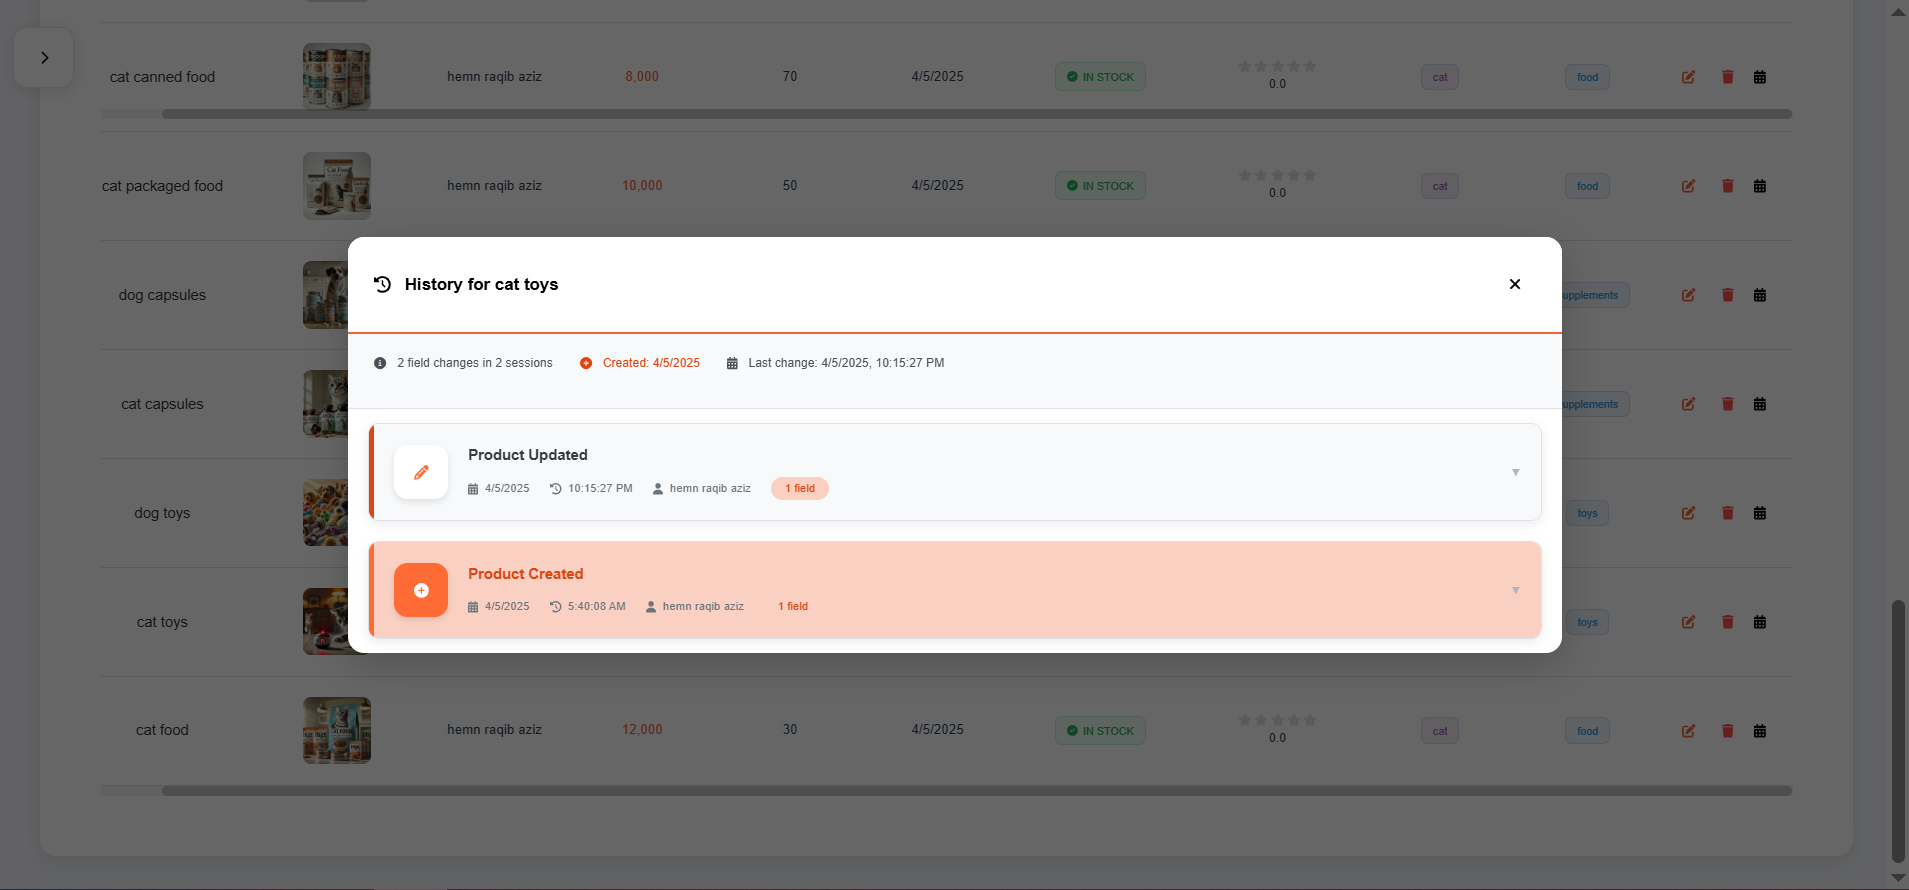 cat canned food hemn raqib aziz 8,000 70 4/5/2025 IN STOCK 0.0 cat food
cat packaged food hemn raqib aziz 10,000 50 4/5/2025 IN STOCK 0.0 cat food
History for cat toys
2 field changes in 2 sessions Created: 4/5/2025 Last change: 4/5/2025, 10:15:27 PM
Product Updated
4/5/2025 10:15:27 PM hemn raqib aziz 1 field
Product Created
4/5/2025 5:40:08 AM hemn raqib aziz 1 field
dog capsules upplements
cat capsules upplements
dog toys toys
cat toys toys
cat food hemn raqib aziz 12,000 30 4/5/2025 IN STOCK 0.0 cat food